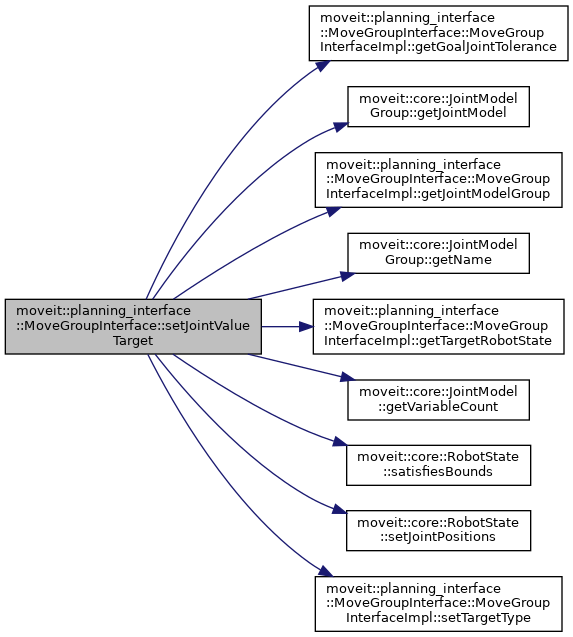 moveit::planning_interface
::MoveGroupInterface::MoveGroup
InterfaceImpl::getGoalJointTolerance
moveit::core::JointModel
Group::getJointModel
moveit::planning_interface
::MoveGroupInterface::MoveGroup
InterfaceImpl::getJointModelGroup
moveit::core::JointModel
Group::getName
moveit::planning_interface
::MoveGroupInterface::setJointValue
Target
moveit::planning_interface
::MoveGroupInterface::MoveGroup
InterfaceImpl::getTargetRobotState
moveit::core::JointModel
::getVariableCount
moveit::core::RobotState
::satisfiesBounds
moveit::core::RobotState
::setJointPositions
moveit::planning_interface
::MoveGroupInterface::MoveGroup
InterfaceImpl::setTargetType